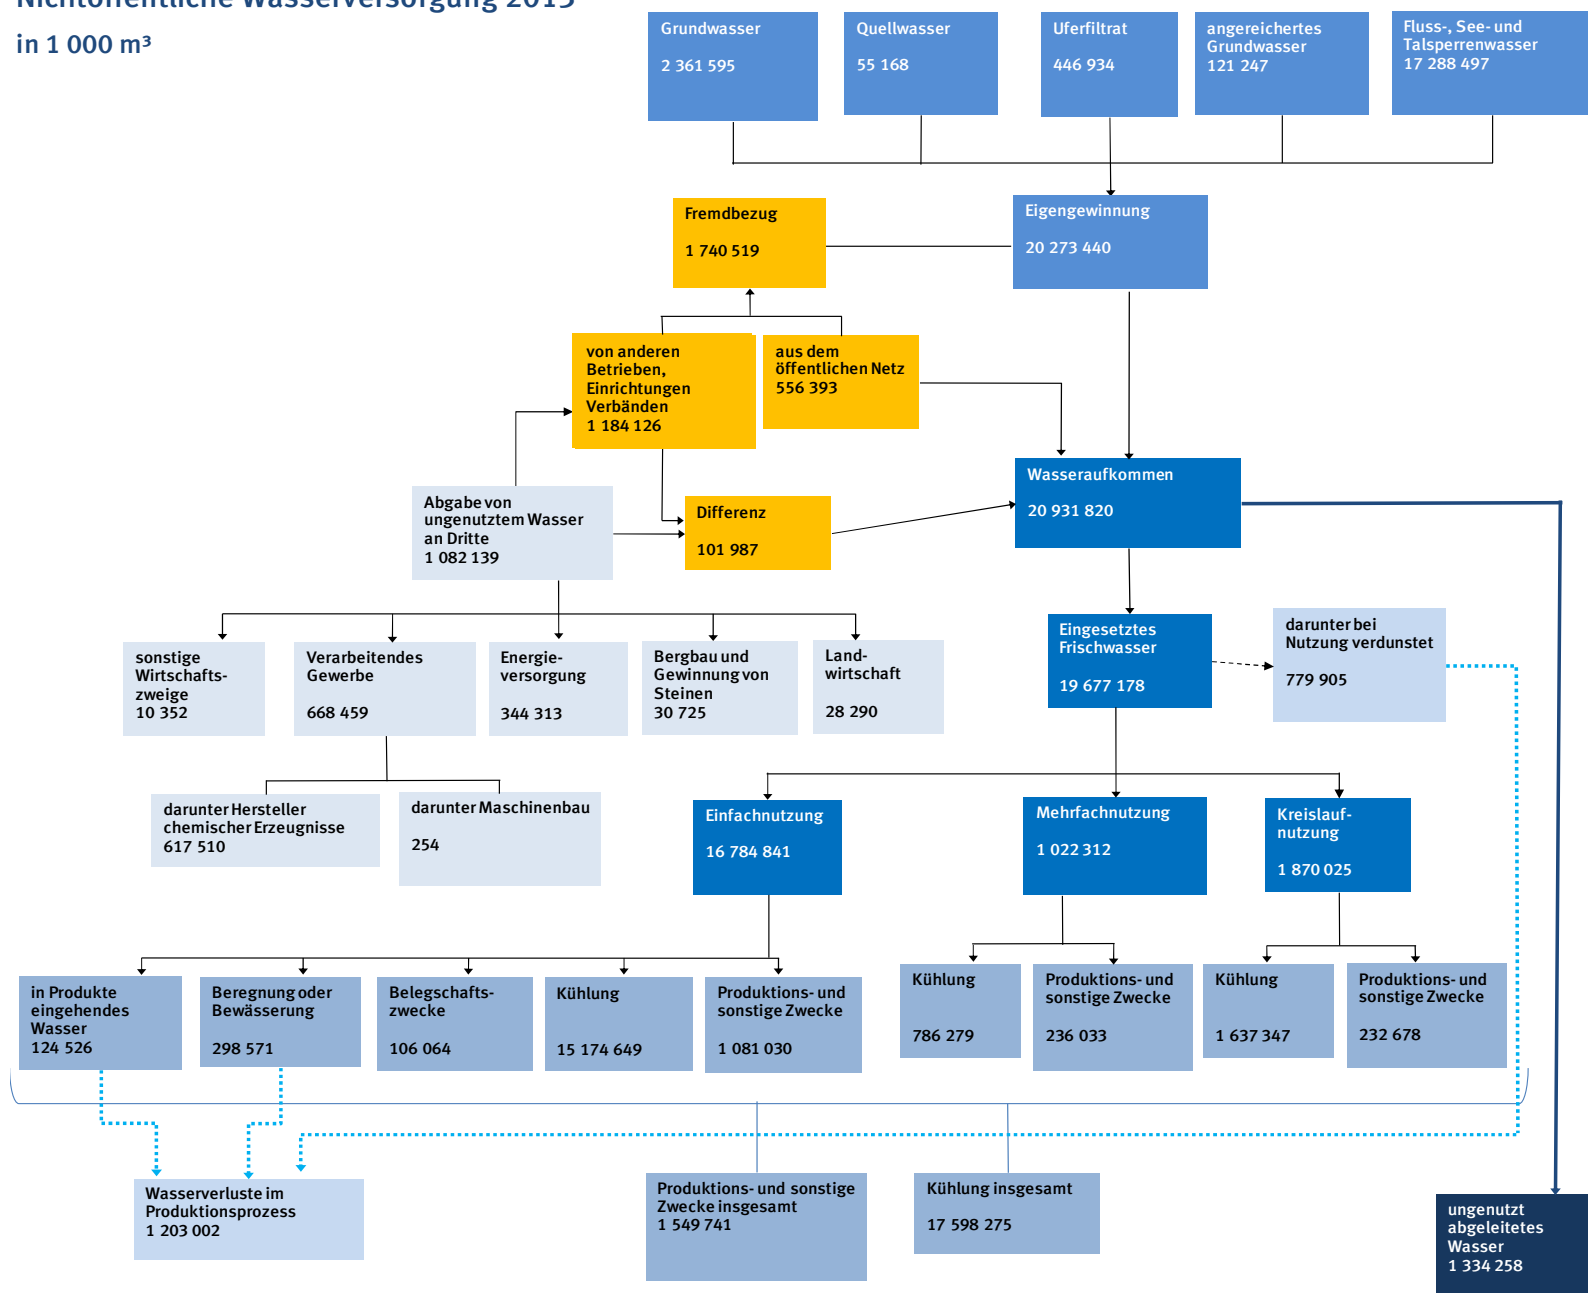 Nichtöffentliche Wasserversorgung 2013
in 1 000 m³
Grundwasser
2 361 595
Quellwasser
55 168
Uferfiltrat
446 934
angereichertes
Grundwasser
121 247
Fluss-, See- und
Talsperrenwasser
17 288 497
Fremdbezug
1 740 519
Eigengewinnung
20 273 440
von anderen
Betrieben,
Einrichtungen
Verbänden
1 184 126
aus dem
öffentlichen Netz
556 393
Abgabe von
ungenutztem Wasser
an Dritte
1 082 139
Differenz
101 987
Wasseraufkommen
20 931 820
sonstige
Wirtschafts-
zweige
10 352
Verarbeitendes
Gewerbe
668 459
Energie-
versorgung
344 313
Bergbau und
Gewinnung von
Steinen
30 725
Land-
wirtschaft
28 290
Eingesetztes
Frischwasser
19 677 178
darunter bei
Nutzung verdunstet
779 905
darunter Hersteller
chemischer Erzeugnisse
617 510
darunter Maschinenbau
254
Einfachnutzung
16 784 841
Mehrfachnutzung
1 022 312
Kreislauf-
nutzung
1 870 025
in Produkte
eingehendes
Wasser
124 526
Beregnung oder
Bewässerung
298 571
Belegschafts-
zwecke
106 064
Kühlung
15 174 649
Produktions- und
sonstige Zwecke
1 081 030
Kühlung
786 279
Produktions- und
sonstige Zwecke
236 033
Kühlung
1 637 347
Produktions- und
sonstige Zwecke
232 678
Wasserverluste im
Produktionsprozess
1 203 002
Produktions- und sonstige
Zwecke insgesamt
1 549 741
Kühlung insgesamt
17 598 275
ungenutzt
abgeleitetes
Wasser
1 334 258